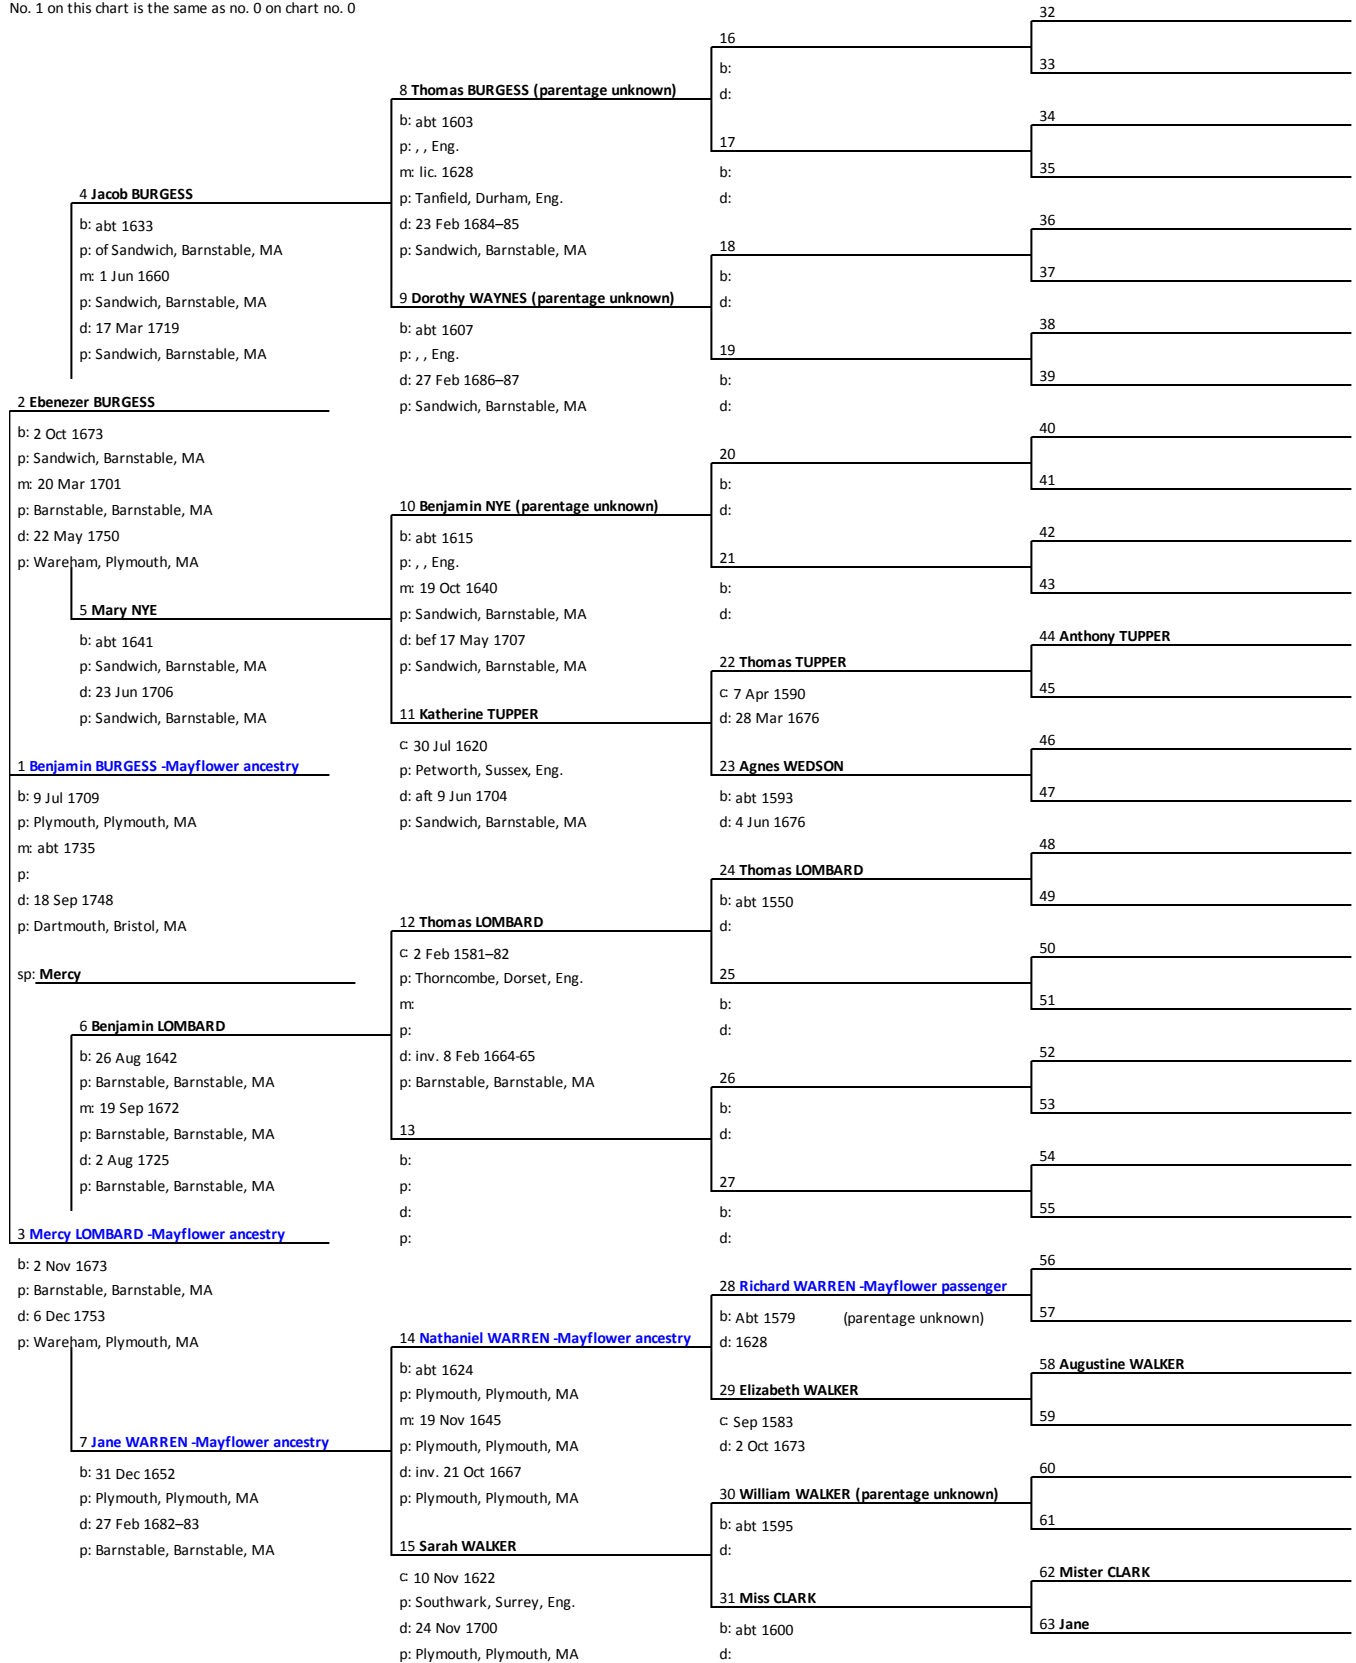 No. 1 on this chart is the same as no. 0 on chart no. 0
2 Ebenezer BURGESS
b: 2 Oct 1673
p: Sandwich, Barnstable, MA
m: 20 Mar 1701
p: Barnstable, Barnstable, MA
d: 22 May 1750
p: Wareham, Plymouth, MA
1 Benjamin BURGESS -Mayflower ancestry
b: 9 Jul 1709
p: Plymouth, Plymouth, MA
m: abt 1735
p:
d: 18 Sep 1748
p: Dartmouth, Bristol, MA
sp: Mercy
3 Mercy LOMBARD -Mayflower ancestry
b: 2 Nov 1673
p: Barnstable, Barnstable, MA
d: 6 Dec 1753
p: Wareham, Plymouth, MA
4 Jacob BURGESS
b: abt 1633
p: of Sandwich, Barnstable, MA
m: 1 Jun 1660
p: Sandwich, Barnstable, MA
d: 17 Mar 1719
p: Sandwich, Barnstable, MA
5 Mary NYE
b: abt 1641
p: Sandwich, Barnstable, MA
d: 23 Jun 1706
p: Sandwich, Barnstable, MA
6 Benjamin LOMBARD
b: 26 Aug 1642
p: Barnstable, Barnstable, MA
m: 19 Sep 1672
p: Barnstable, Barnstable, MA
d: 2 Aug 1725
p: Barnstable, Barnstable, MA
7 Jane WARREN -Mayflower ancestry
b: 31 Dec 1652
p: Plymouth, Plymouth, MA
d: 27 Feb 1682–83
p: Barnstable, Barnstable, MA
8 Thomas BURGESS (parentage unknown)
b: abt 1603
p: , , Eng.
m: lic. 1628
p: Tanfield, Durham, Eng.
d: 23 Feb 1684–85
p: Sandwich, Barnstable, MA
9 Dorothy WAYNES (parentage unknown)
b: abt 1607
p: , , Eng.
d: 27 Feb 1686–87
p: Sandwich, Barnstable, MA
10 Benjamin NYE (parentage unknown)
b: abt 1615
p: , , Eng.
m: 19 Oct 1640
p: Sandwich, Barnstable, MA
d: bef 17 May 1707
p: Sandwich, Barnstable, MA
11 Katherine TUPPER
c: 30 Jul 1620
p: Petworth, Sussex, Eng.
d: aft 9 Jun 1704
p: Sandwich, Barnstable, MA
12 Thomas LOMBARD
c: 2 Feb 1581–82
p: Thorncombe, Dorset, Eng.
m:
p:
d: inv. 8 Feb 1664-65
p: Barnstable, Barnstable, MA
13
b:
p:
d:
p:
14 Nathaniel WARREN -Mayflower ancestry
b: abt 1624
p: Plymouth, Plymouth, MA
m: 19 Nov 1645
p: Plymouth, Plymouth, MA
d: inv. 21 Oct 1667
p: Plymouth, Plymouth, MA
15 Sarah WALKER
c: 10 Nov 1622
p: Southwark, Surrey, Eng.
d: 24 Nov 1700
p: Plymouth, Plymouth, MA
16
b:
d:
17
b:
d:
18
b:
d:
19
b:
d:
20
b:
d:
21
b:
d:
22 Thomas TUPPER
c: 7 Apr 1590
d: 28 Mar 1676
23 Agnes WEDSON
b: abt 1593
d: 4 Jun 1676
24 Thomas LOMBARD
b: abt 1550
d:
25
b:
d:
26
b:
d:
27
b:
d:
28 Richard WARREN -Mayflower passenger
b: Abt 1579 (parentage unknown)
d: 1628
29 Elizabeth WALKER
c: Sep 1583
d: 2 Oct 1673
30 William WALKER (parentage unknown)
b: abt 1595
d:
31 Miss CLARK
b: abt 1600
d:
32
33
34
35
36
37
38
39
40
41
42
43
44 Anthony TUPPER
45
46
47
48
49
50
51
52
53
54
55
56
57
58 Augustine WALKER
59
60
61
62 Mister CLARK
63 Jane